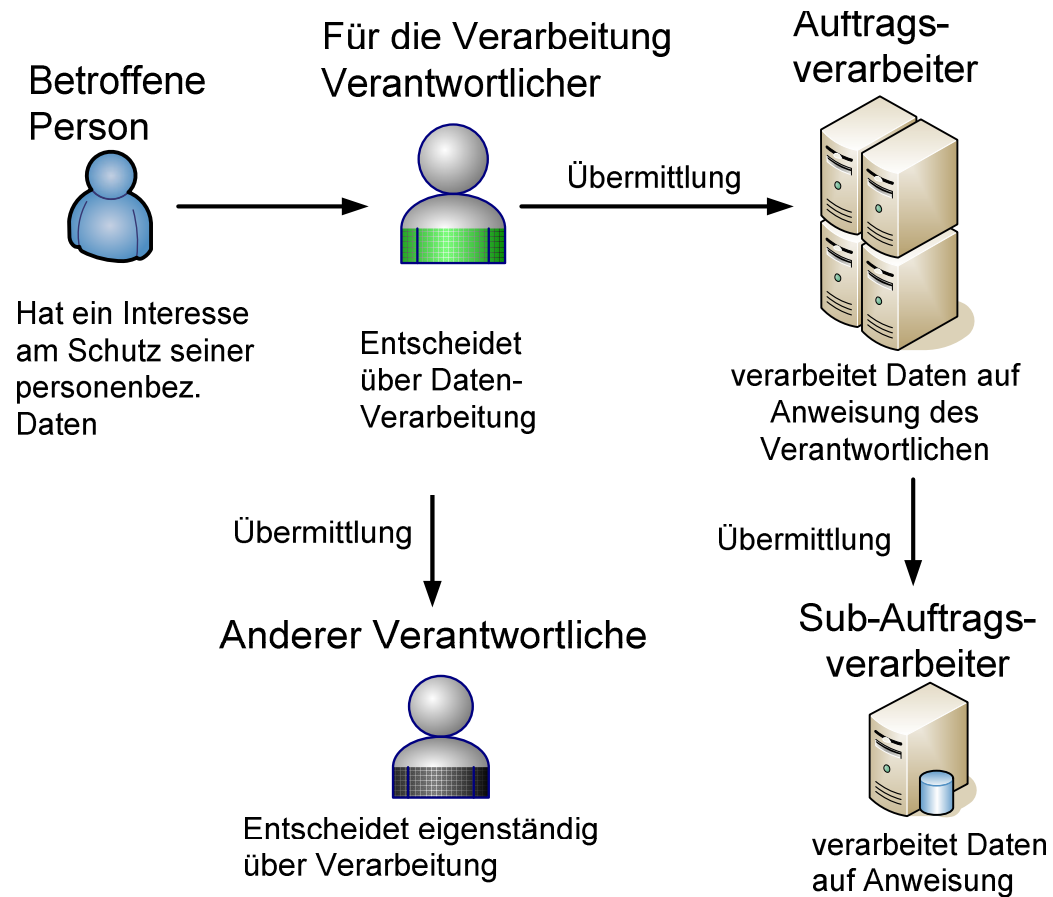 Betroffene
Person
Hat ein Interesse
am Schutz seiner
personenbez.
Daten
Für die Verarbeitung
Verantwortlicher
Entscheidet
über Daten-
Verarbeitung
Übermittlung
Auftrags-
verarbeiter
verarbeitet Daten auf
Anweisung des
Verantwortlichen
Übermittlung
Anderer Verantwortliche
Entscheidet eigenständig
über Verarbeitung
Übermittlung
Sub-Auftrags-
verarbeiter
verarbeitet Daten
auf Anweisung